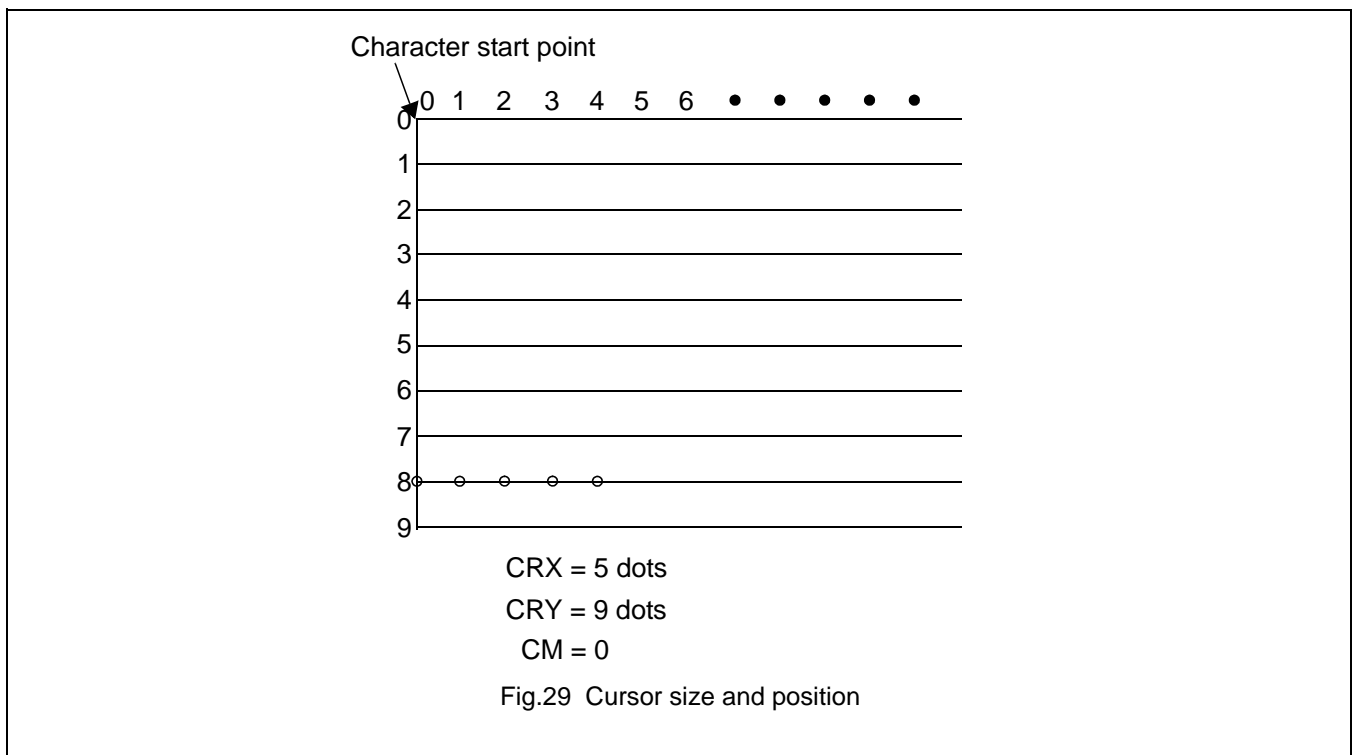 Character start point
0 1 2 3 4 5 6 • • • • •
0
1
2
3
4
5
6
7
8
9
CRX = 5 dots
CRY = 9 dots
CM = 0
Fig.29 Cursor size and position